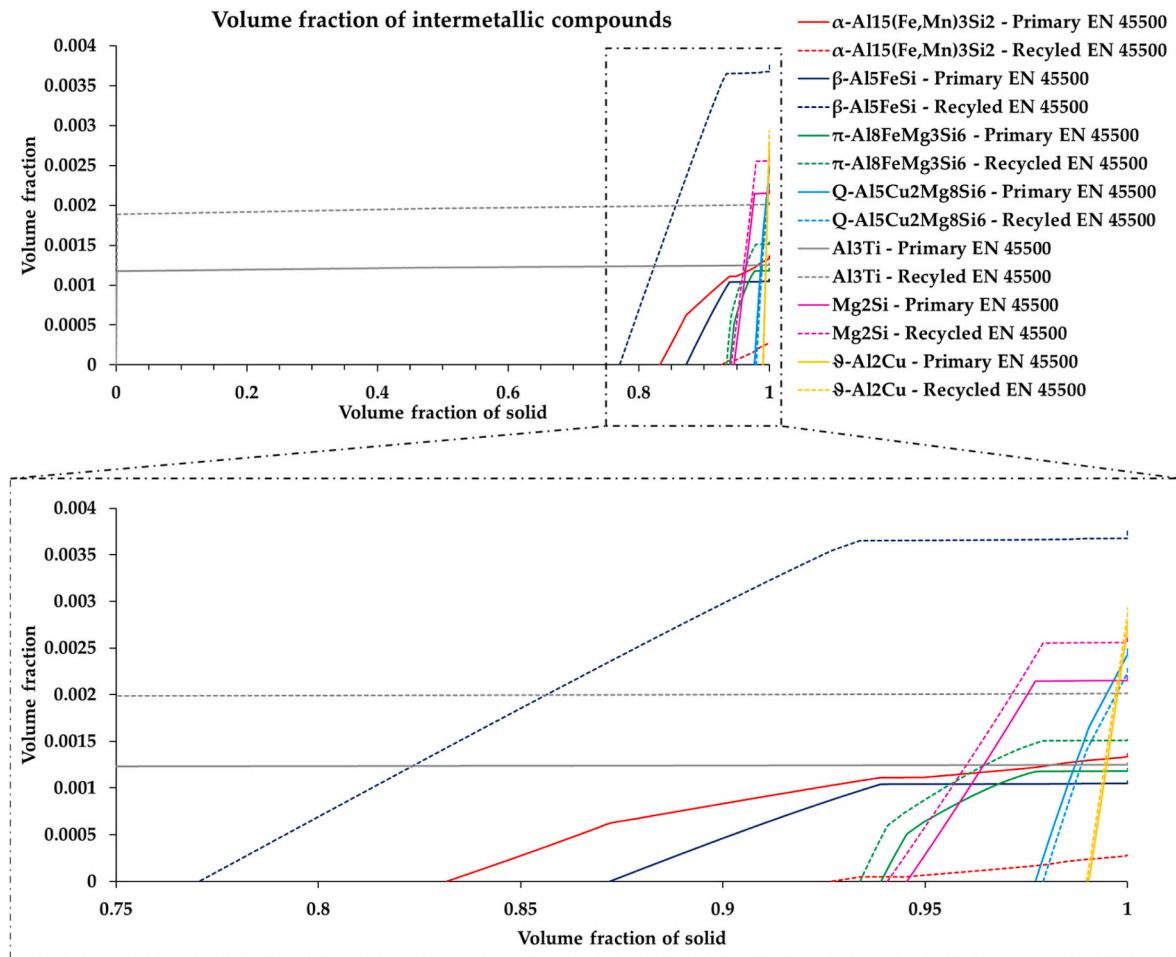 Volume fraction of intermetallic compounds
0.004
0.0035
0.003
0.0025
0.002
0.0015
0.001
0.0005
0
Volume fraction
0
0.2
0.4
0.6
0.8
1
Volume fraction of solid
α-Al15(Fe,Mn)3Si2 - Primary EN 45500
α-Al15(Fe,Mn)3Si2 - Recyled EN 45500
β-Al5FeSi - Primary EN 45500
β-Al5FeSi - Recyled EN 45500
π-Al8FeMg3Si6 - Primary EN 45500
π-Al8FeMg3Si6 - Recycled EN 45500
Q-Al5Cu2Mg8Si6 - Primary EN 45500
Q-Al5Cu2Mg8Si6 - Recyled EN 45500
Al3Ti - Primary EN 45500
Al3Ti - Recyled EN 45500
Mg2Si - Primary EN 45500
Mg2Si - Recycled EN 45500
ϑ-Al2Cu - Primary EN 45500
ϑ-Al2Cu - Recyled EN 45500
0.004
0.0035
0.003
0.0025
0.002
0.0015
0.001
0.0005
0
Volume fraction
0.75
0.8
0.85
0.9
0.95
1
Volume fraction of solid